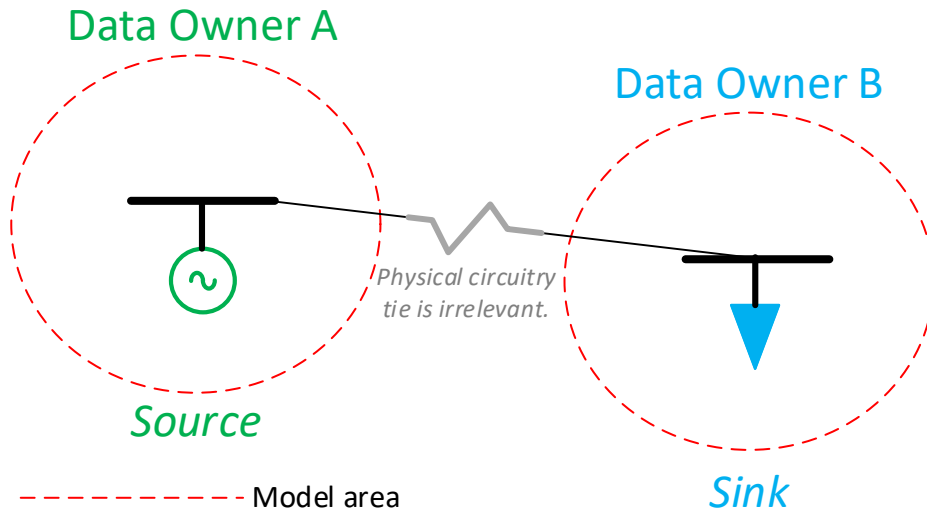 Data Owner A
Data Owner B
Physical circuitry
tie is irrelevant.
Source
Sink
Model area